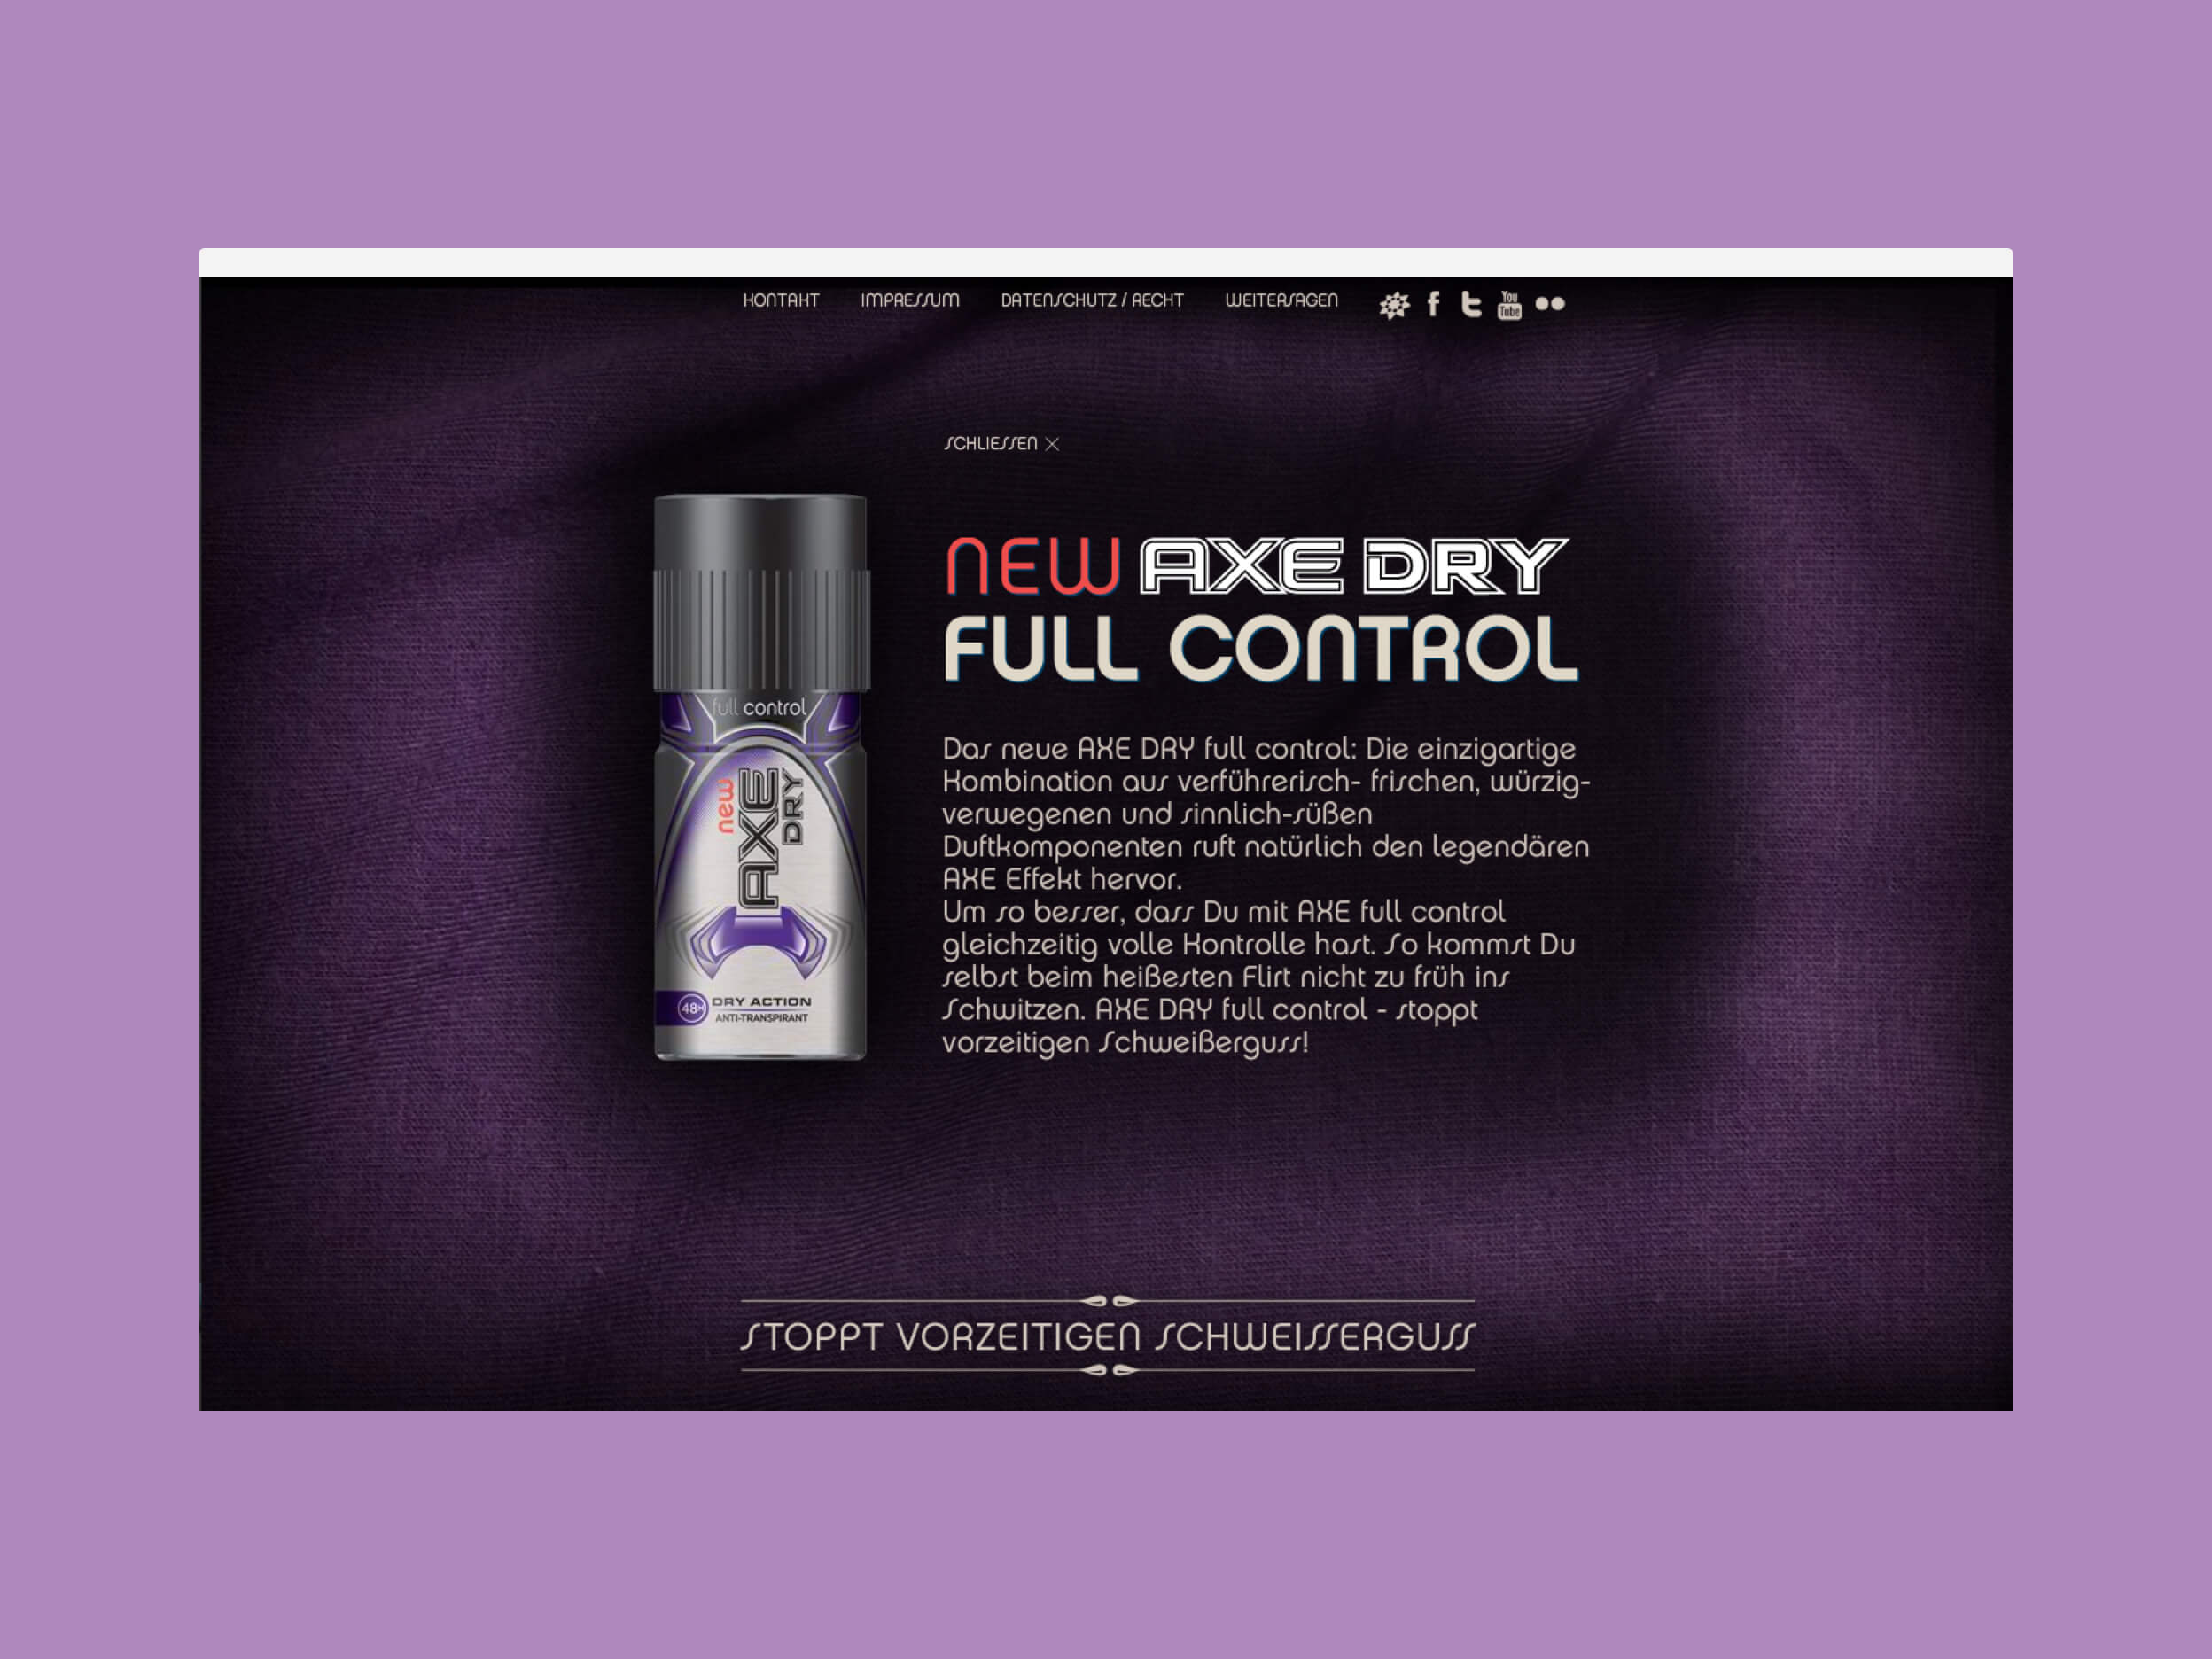 KONTAKT IMPRESSUM DATENSCHUTZ / RECHT WEITERSAGEN f t You Tube
SCHLIESSEN ×
NEW AXE DRY
FULL CONTROL
full control
new AXE DRY
48H DRY ACTION
ANTI-TRANSPIRANT
Das neue AXE DRY full control: Die einzigartige
Kombination aus verführerisch- frischen, würzig-
verwegenen und sinnlich-süßen
Duftkomponenten ruft natürlich den legendären
AXE Effekt hervor.
Um so besser, dass Du mit AXE full control
gleichzeitig volle Kontrolle hast. So kommst Du
selbst beim heißesten Flirt nicht zu früh ins
Schwitzen. AXE DRY full control - stoppt
vorzeitigen Schweißerguss!
STOPPT VORZEITIGEN SCHWEISSERGUSS